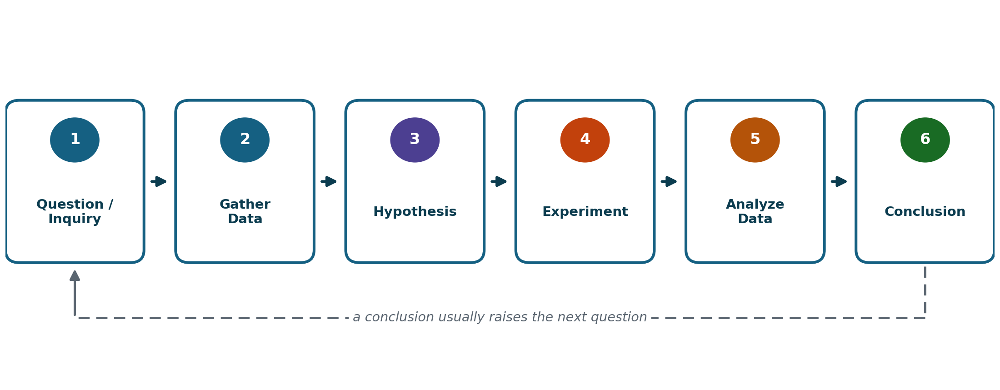 1
Question /
Inquiry
2
Gather
Data
3
Hypothesis
4
Experiment
5
Analyze
Data
6
Conclusion
a conclusion usually raises the next question